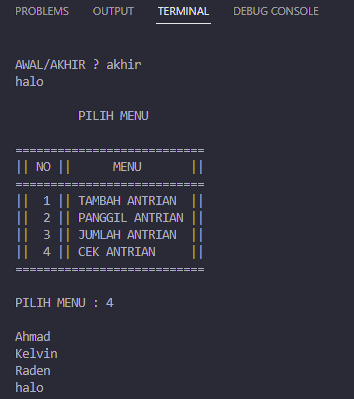 PROBLEMS OUTPUT TERMINAL DEBUG CONSOLE
AWAL/AKHIR ? akhir
halo
PILIH MENU
===========================
|| NO ||      MENU       ||
===========================
||  1 || TAMBAH ANTRIAN  ||
||  2 || PANGGIL ANTRIAN ||
||  3 || JUMLAH ANTRIAN  ||
||  4 || CEK ANTRIAN     ||
===========================
PILIH MENU : 4
Ahmad
Kelvin
Raden
halo